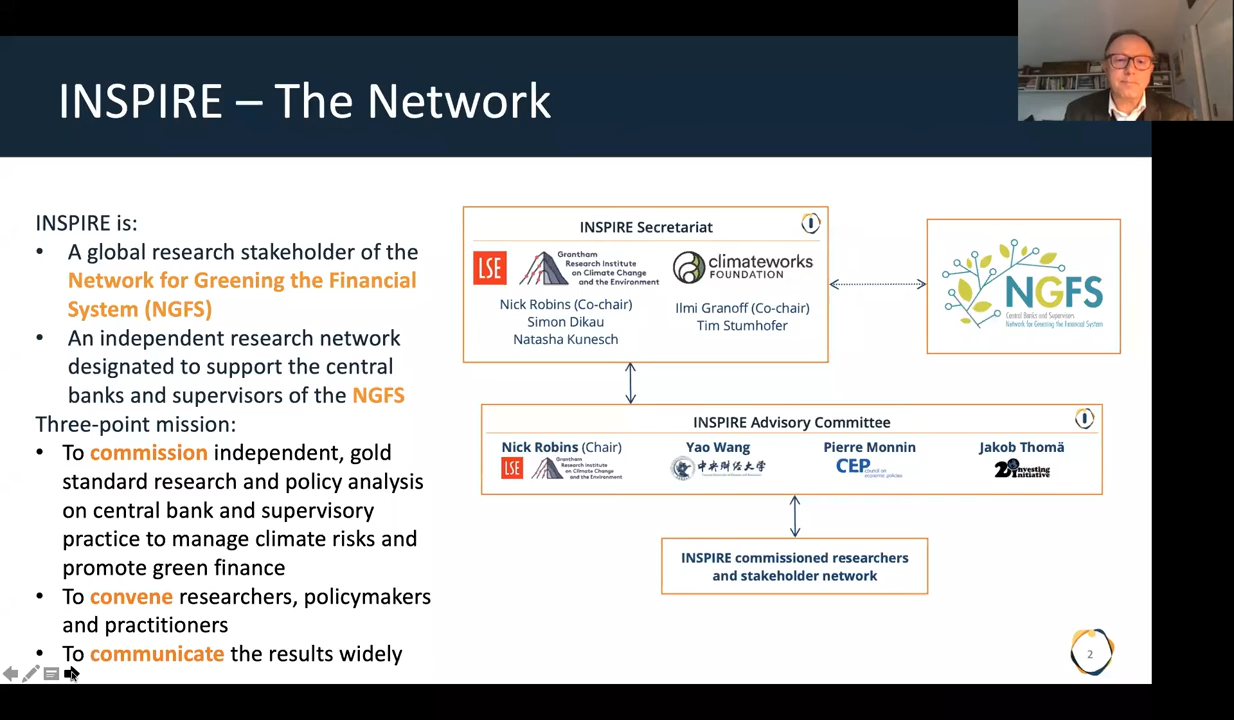 INSPIRE – The Network
INSPIRE is:
• A global research stakeholder of the
Network for Greening the Financial
System (NGFS)
• An independent research network
designated to support the central
banks and supervisors of the NGFS
Three-point mission:
• To commission independent, gold
standard research and policy analysis
on central bank and supervisory
practice to manage climate risks and
promote green finance
• To convene researchers, policymakers
and practitioners
• To communicate the results widely
INSPIRE Secretariat
LSE
Grantham
Research Institute
on Climate Change
and the Environment
climateworks
FOUNDATION
Nick Robins (Co-chair)
Simon Dikau
Natasha Kunesch
Ilmi Granoff (Co-chair)
Tim Stumhofer
NGFS
Central Banks and Supervisors
Network for Greening the Financial System
INSPIRE Advisory Committee
Nick Robins (Chair)
LSE
Grantham
Research Institute
on Climate Change
and the Environment
Yao Wang
中央财经大学
Pierre Monnin
CEP
council on
economic policies
Jakob Thomä
2° Investing
Initiative
INSPIRE commissioned researchers
and stakeholder network
2